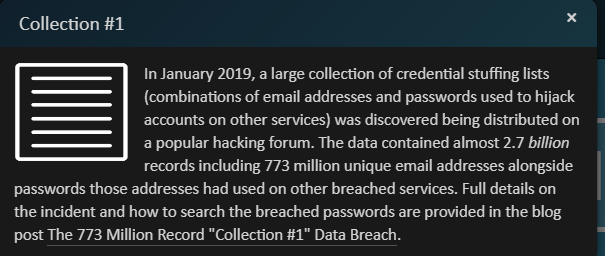 Collection #1
×
In January 2019, a large collection of credential stuffing lists
(combinations of email addresses and passwords used to hijack
accounts on other services) was discovered being distributed on
a popular hacking forum. The data contained almost 2.7 billion
records including 773 million unique email addresses alongside
passwords those addresses had used on other breached services. Full details on
the incident and how to search the breached passwords are provided in the blog
post The 773 Million Record "Collection #1" Data Breach.